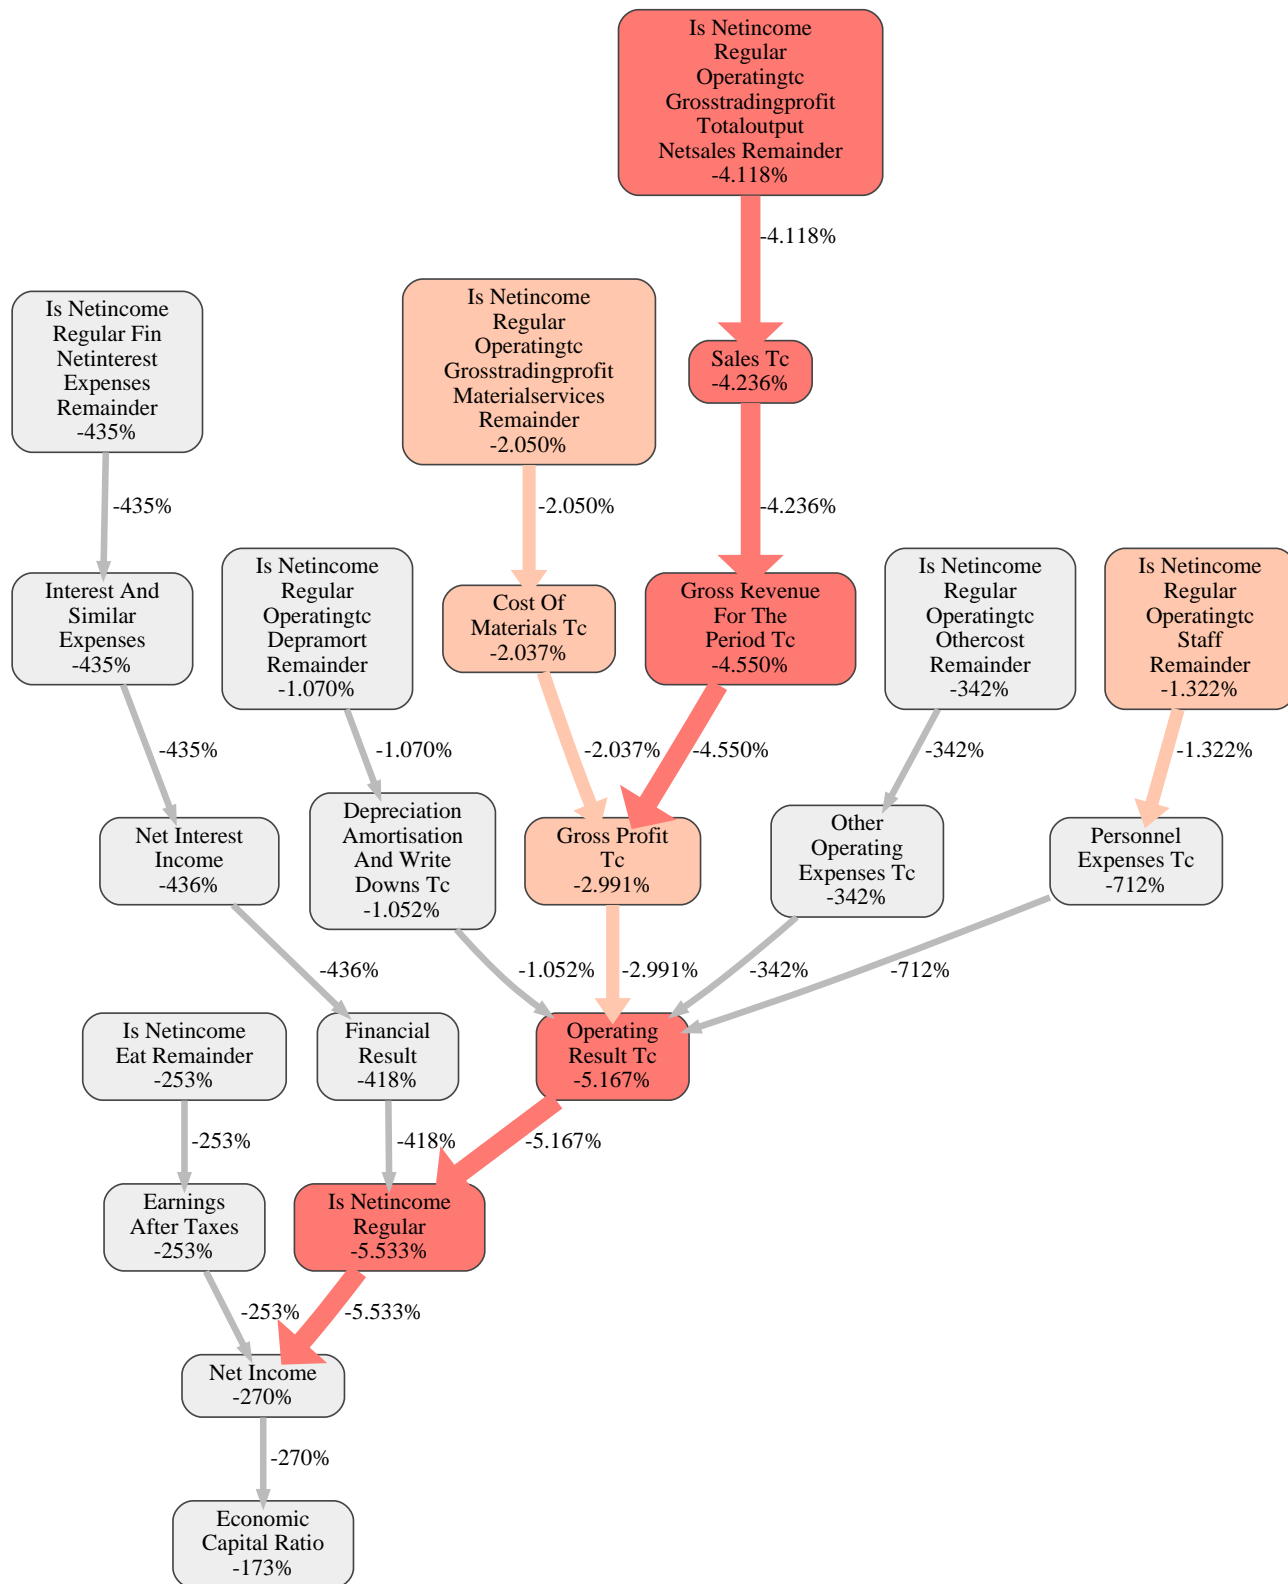 Is Netincome
Regular
Operatingtc
Grosstradingprofit
Totaloutput
Netsales Remainder
-4.118%
-4.118%
Is Netincome
Regular Fin
Netinterest
Expenses
Remainder
-435%
Is Netincome
Regular
Operatingtc
Grosstradingprofit
Materialservices
Remainder
-2.050%
Sales Tc
-4.236%
-435%
-2.050%
-4.236%
Interest And
Similar
Expenses
-435%
Is Netincome
Regular
Operatingtc
Depramort
Remainder
-1.070%
Cost Of
Materials Tc
-2.037%
Gross Revenue
For The
Period Tc
-4.550%
Is Netincome
Regular
Operatingtc
Othercost
Remainder
-342%
Is Netincome
Regular
Operatingtc
Staff
Remainder
-1.322%
-435%
-1.070%
-2.037%
-4.550%
-342%
-1.322%
Net Interest
Income
-436%
Depreciation
Amortisation
And Write
Downs Tc
-1.052%
Gross Profit
Tc
-2.991%
Other
Operating
Expenses Tc
-342%
Personnel
Expenses Tc
-712%
-436%
-1.052%
-2.991%
-342%
-712%
Is Netincome
Eat Remainder
-253%
Financial
Result
-418%
Operating
Result Tc
-5.167%
-253%
-418%
-5.167%
Earnings
After Taxes
-253%
Is Netincome
Regular
-5.533%
-253%
-5.533%
Net Income
-270%
-270%
Economic
Capital Ratio
-173%